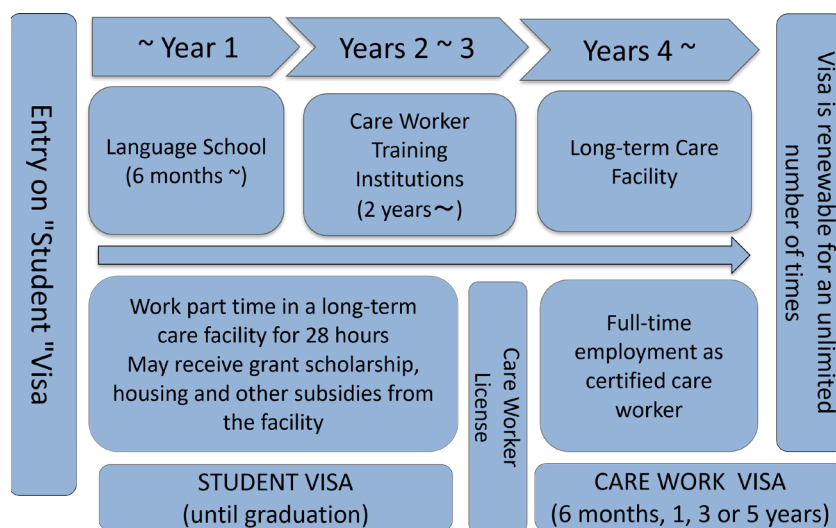 Entry on "Student "Visa
~ Year 1
Years 2 ~ 3
Years 4 ~
Language School
(6 months ~)
Care Worker
Training
Institutions
(2 years～)
Long-term Care
Facility
Work part time in a long-term
care facility for 28 hours
May receive grant scholarship,
housing and other subsidies from
the facility
Care Worker
License
Full-time
employment as
certified care
worker
STUDENT VISA
(until graduation)
CARE WORK  VISA
(6 months, 1, 3 or 5 years)
Visa is renewable for an unlimited
number of times